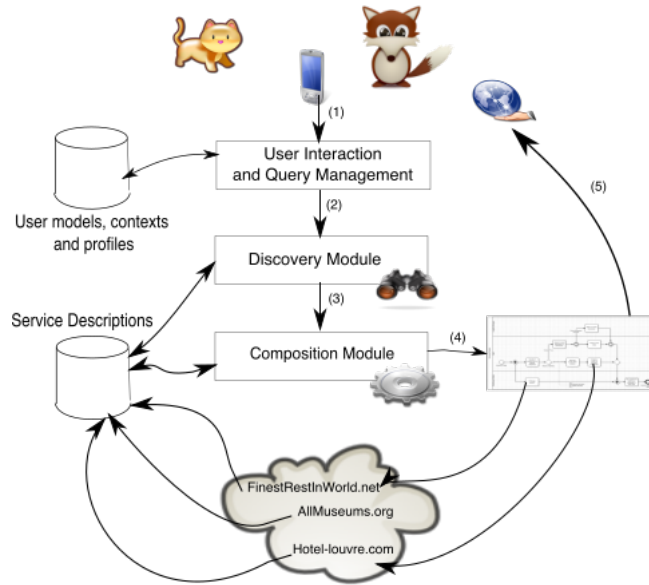 (1)
User Interaction
and Query Management
(5)
(2)
User models, contexts
and profiles
Discovery Module
(3)
Service Descriptions
(4)
Composition Module
FinestRestInWorld.net
AllMuseums.org
Hotel-louvre.com